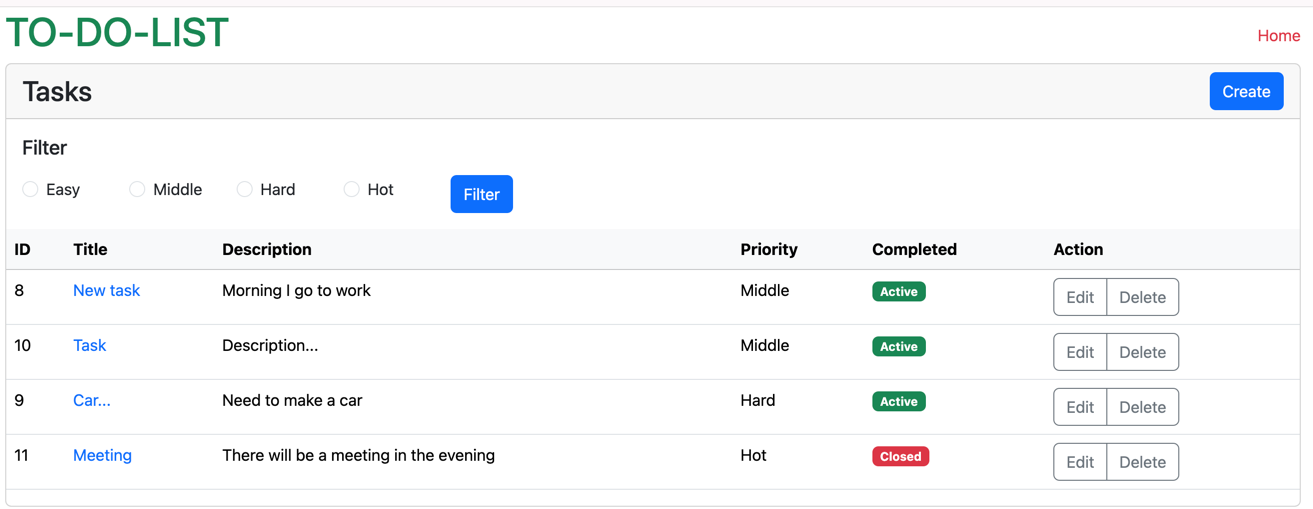 TO-DO-LIST Home
Tasks Create
Filter
Easy Middle Hard Hot Filter
ID Title Description Priority Completed Action
8 New task Morning I go to work Middle Active Edit Delete
10 Task Description... Middle Active Edit Delete
9 Car... Need to make a car Hard Active Edit Delete
11 Meeting There will be a meeting in the evening Hot Closed Edit Delete